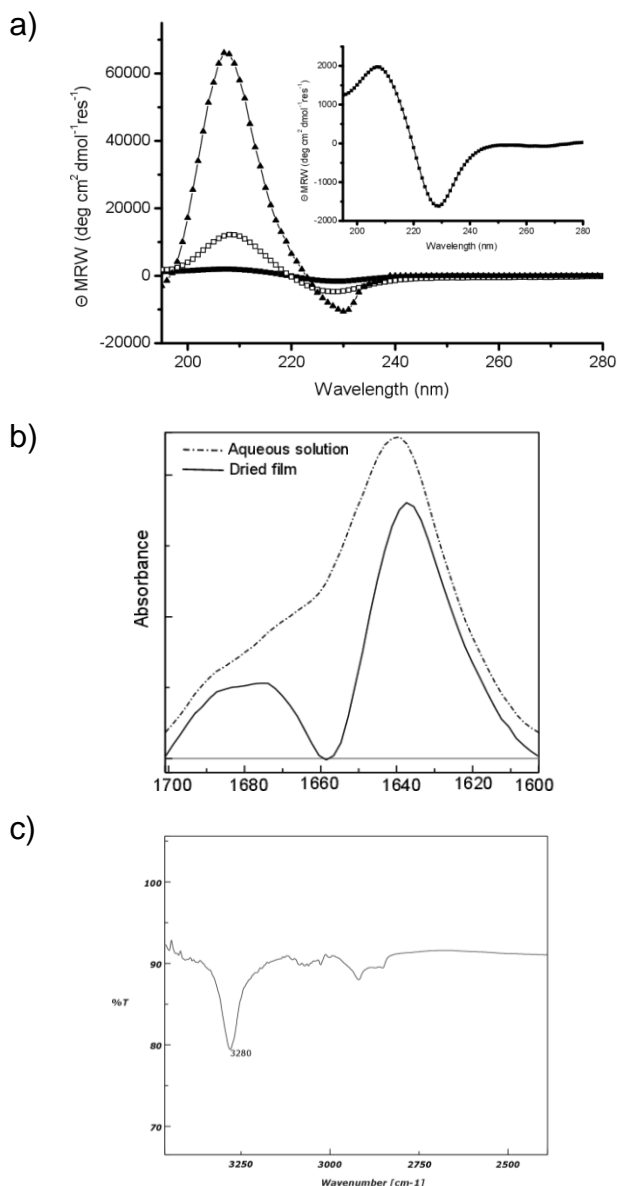 a)
60000
40000
20000
0
-20000
Θ MRW (deg cm² dmol⁻¹res⁻¹)
200 220 240 260 280
Wavelength (nm)
2000
1000
0
-1000
-2000
Θ MRW (deg cm² dmol⁻¹res⁻¹)
200 220 240 260 280
Wavelength (nm)
b)
Aqueous solution
Dried film
Absorbance
1700 1680 1660 1640 1620 1600
c)
100
90
%T
80
70
3280
3250 3000 2750 2500
Wavenumber [cm-1]